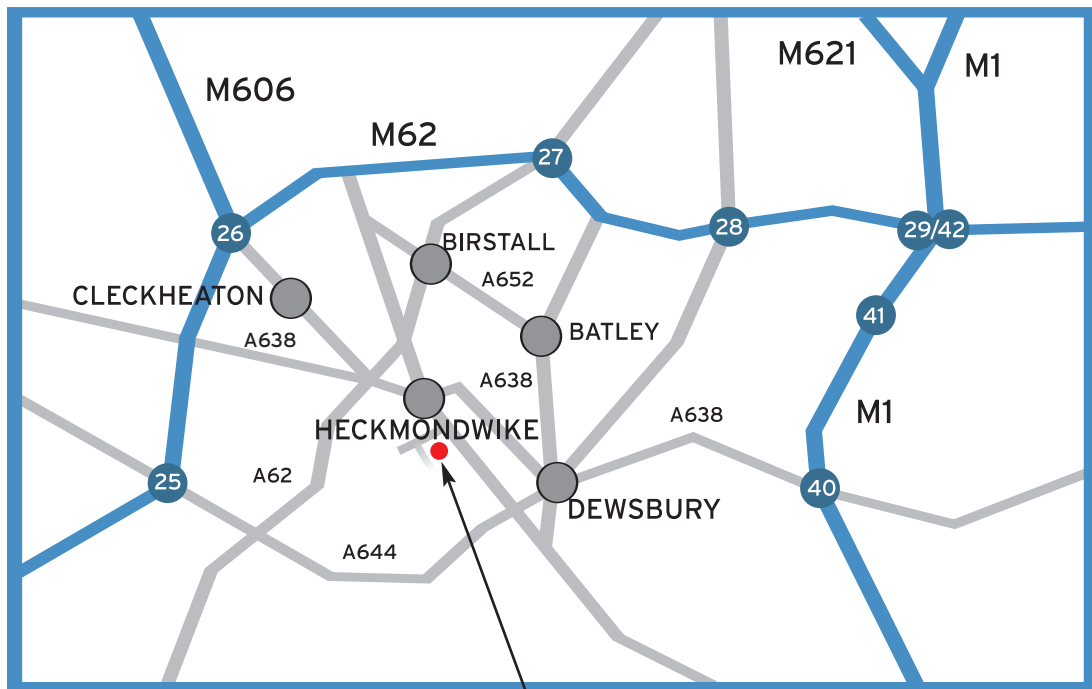 M621
M1
M606
M62
27
28
29/42
26
BIRSTALL
A652
CLECKHEATON
41
BATLEY
A638
A638
M1
A638
HECKMONDWIKE
A62
25
40
DEWSBURY
A644